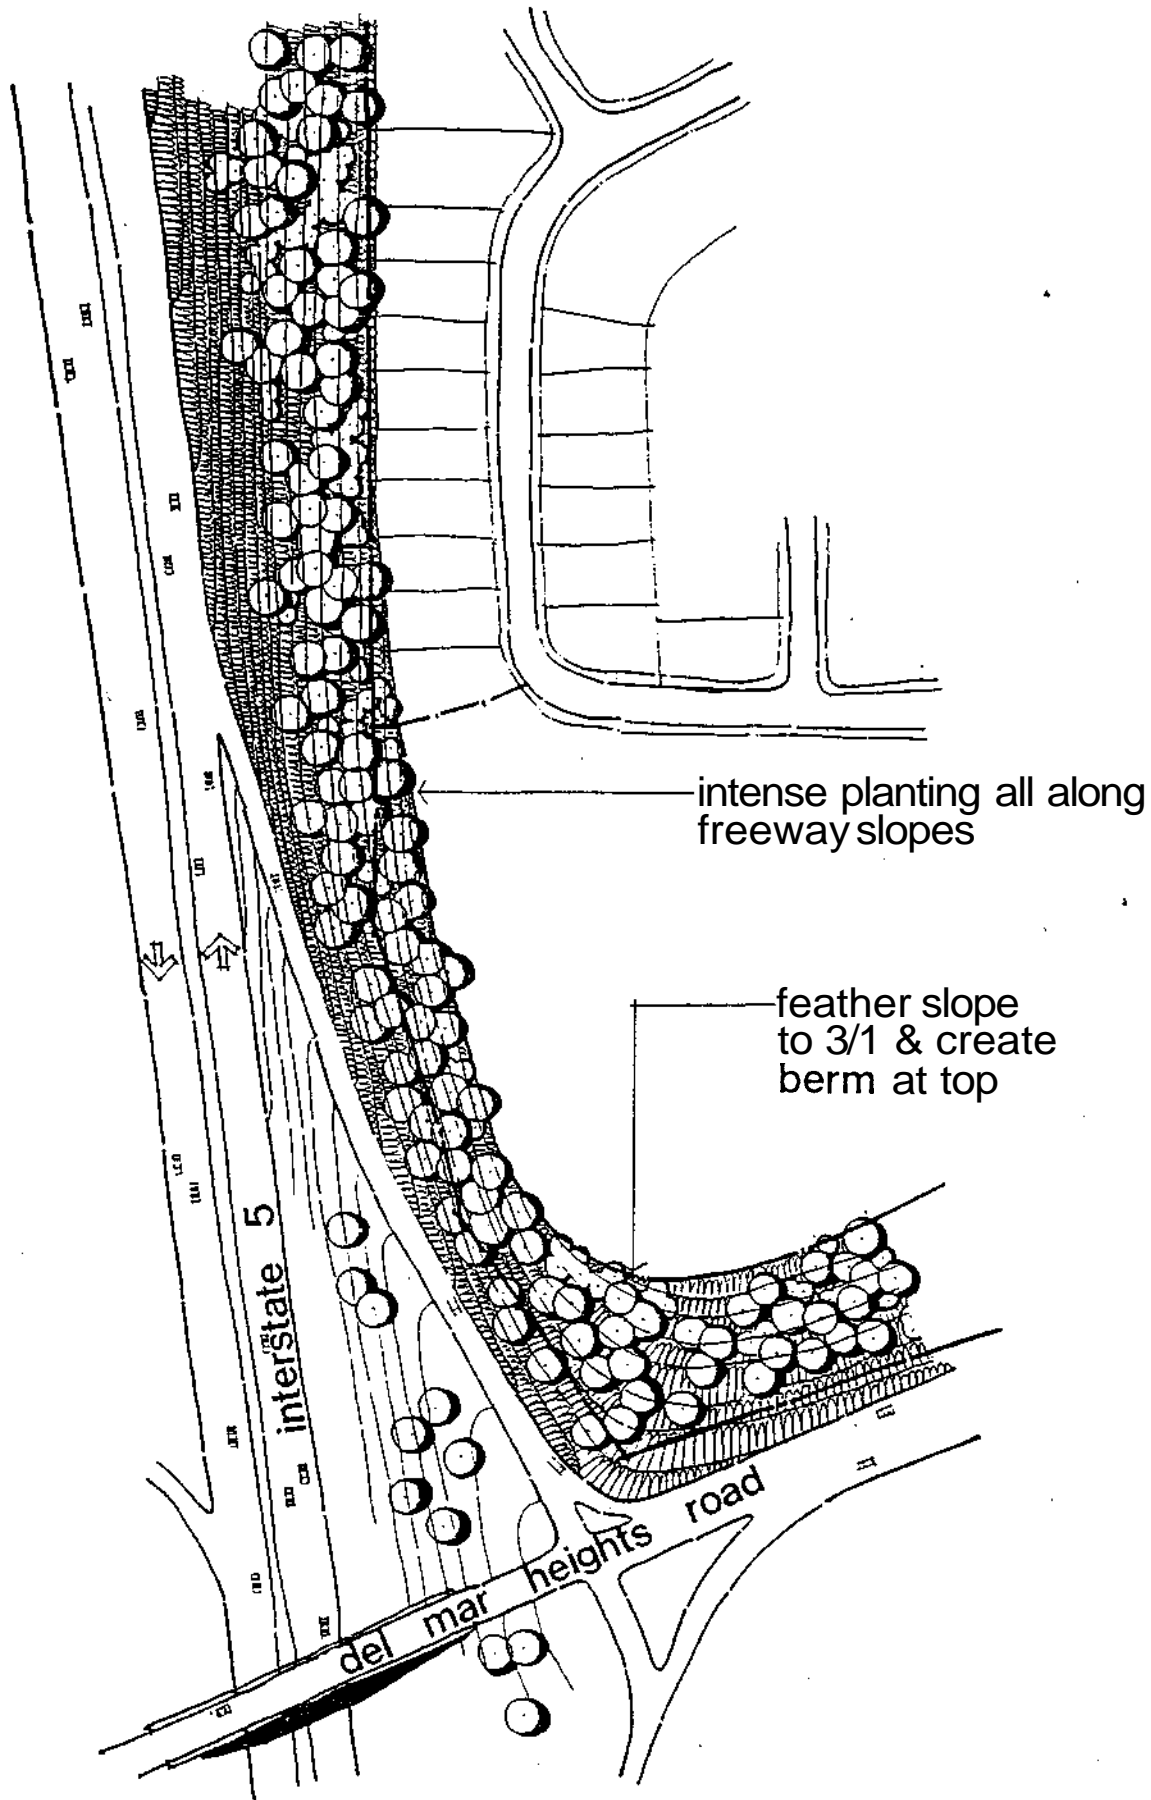 intense planting all along
freeway slopes
feather slope
to 3/1 & create
berm at top
interstate 5
del mar heights road